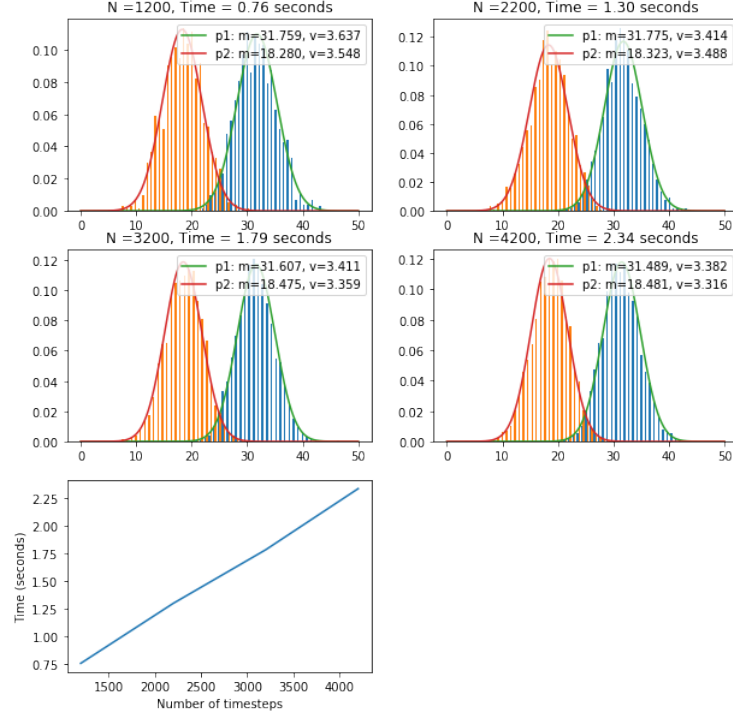 N =1200, Time = 0.76 seconds
p1: m=31.759, v=3.637
p2: m=18.280, v=3.548
0.10
0.08
0.06
0.04
0.02
0.00
0 10 20 30 40 50
N =2200, Time = 1.30 seconds
p1: m=31.775, v=3.414
p2: m=18.323, v=3.488
0.12
0.10
0.08
0.06
0.04
0.02
0.00
0 10 20 30 40 50
N =3200, Time = 1.79 seconds
p1: m=31.607, v=3.411
p2: m=18.475, v=3.359
0.12
0.10
0.08
0.06
0.04
0.02
0.00
0 10 20 30 40 50
N =4200, Time = 2.34 seconds
p1: m=31.489, v=3.382
p2: m=18.481, v=3.316
0.12
0.10
0.08
0.06
0.04
0.02
0.00
0 10 20 30 40 50
Time (seconds)
2.25
2.00
1.75
1.50
1.25
1.00
0.75
1500 2000 2500 3000 3500 4000
Number of timesteps